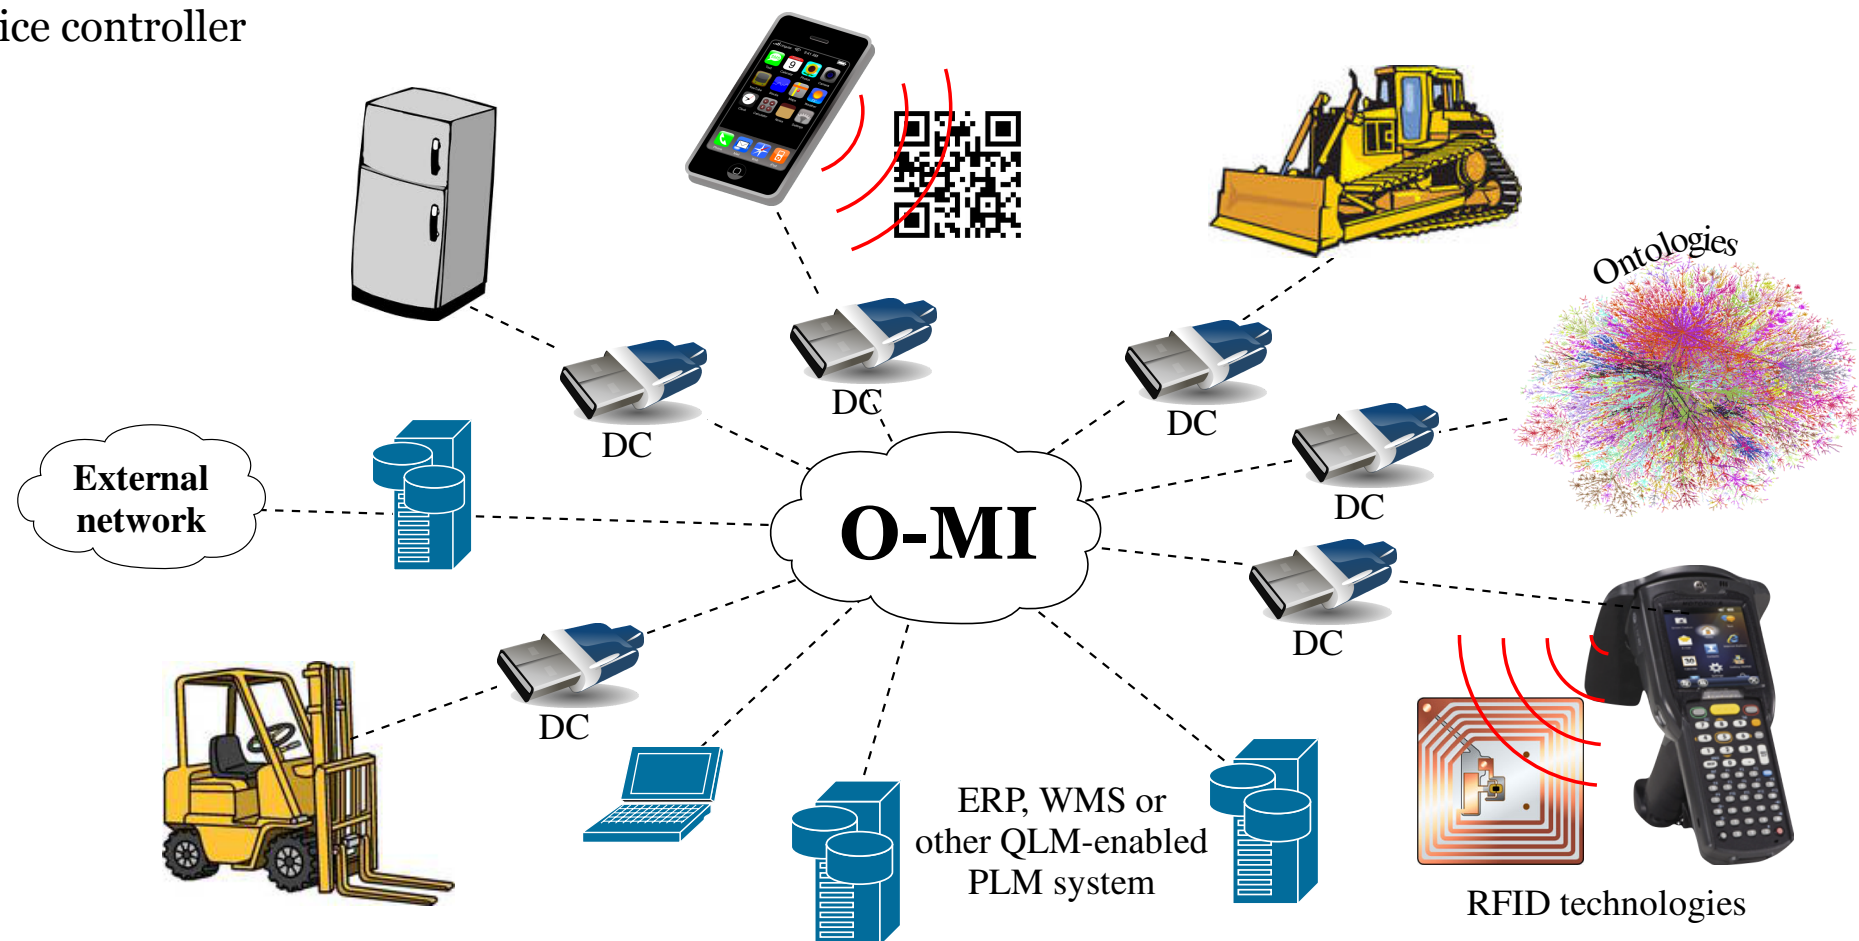 ice controller
Ontologies
DC
DC
DC
DC
DC
DC
External
network
O-MI
ERP, WMS or
other QLM-enabled
PLM system
RFID technologies